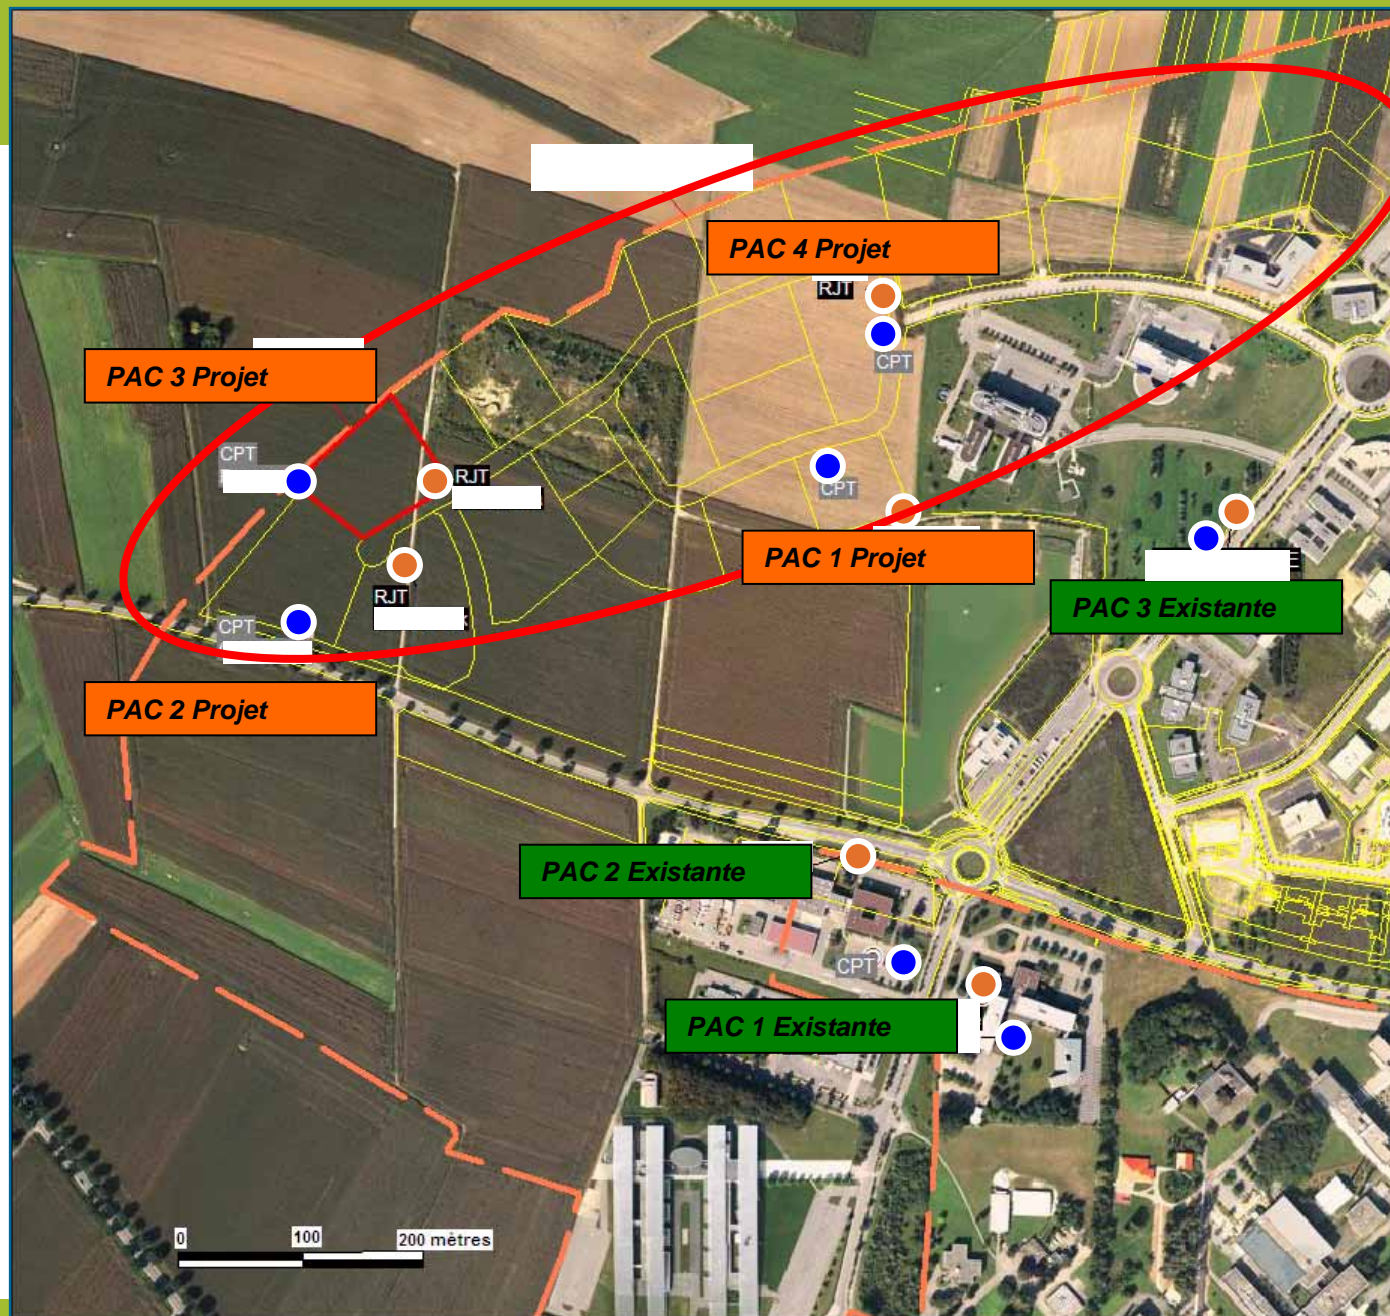 PAC 4 Projet
RJT
CPT
PAC 3 Projet
CPT
RJT
CPT
PAC 1 Projet
E
RJT
PAC 3 Existante
CPT
PAC 2 Projet
PAC 2 Existante
CPT
PAC 1 Existante
0 100 200 mètres